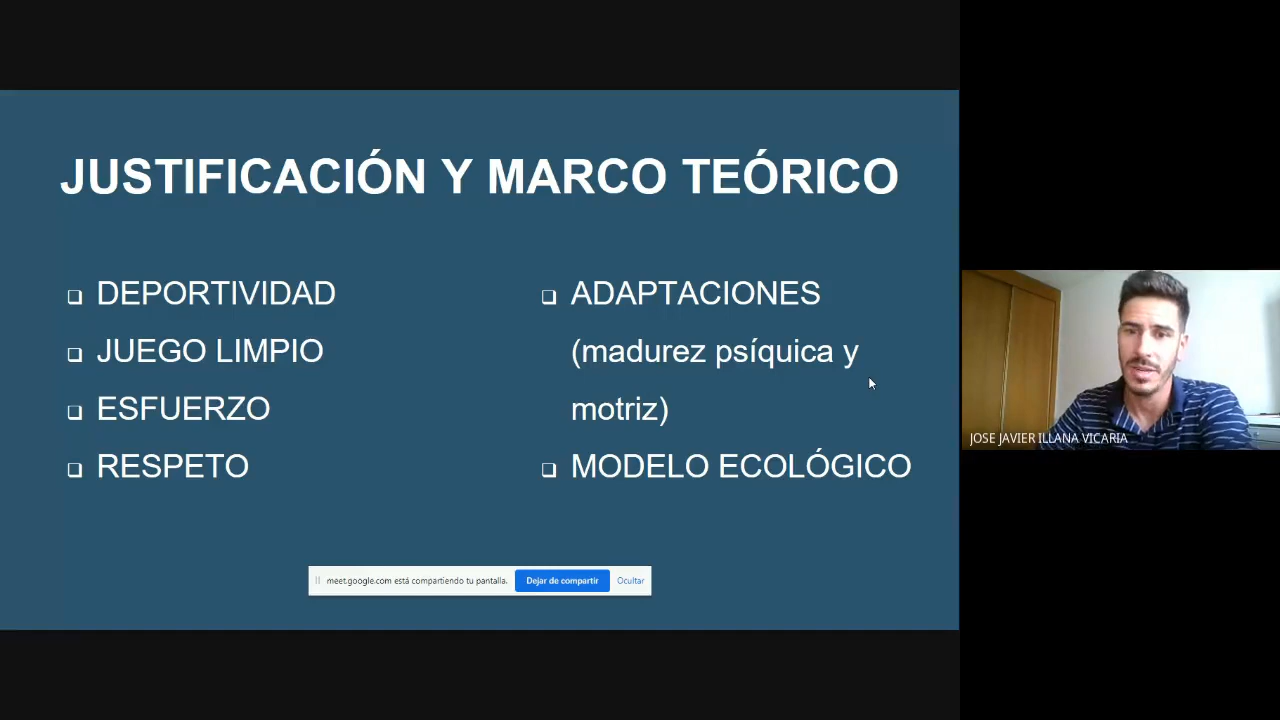 JUSTIFICACIÓN Y MARCO TEÓRICO
DEPORTIVIDAD
JUEGO LIMPIO
ESFUERZO
RESPETO
ADAPTACIONES
(madurez psíquica y
motriz)
MODELO ECOLÓGICO
meet.google.com está compartiendo tu pantalla. Dejar de compartir Ocultar
JOSE JAVIER ILLANA VICARIA